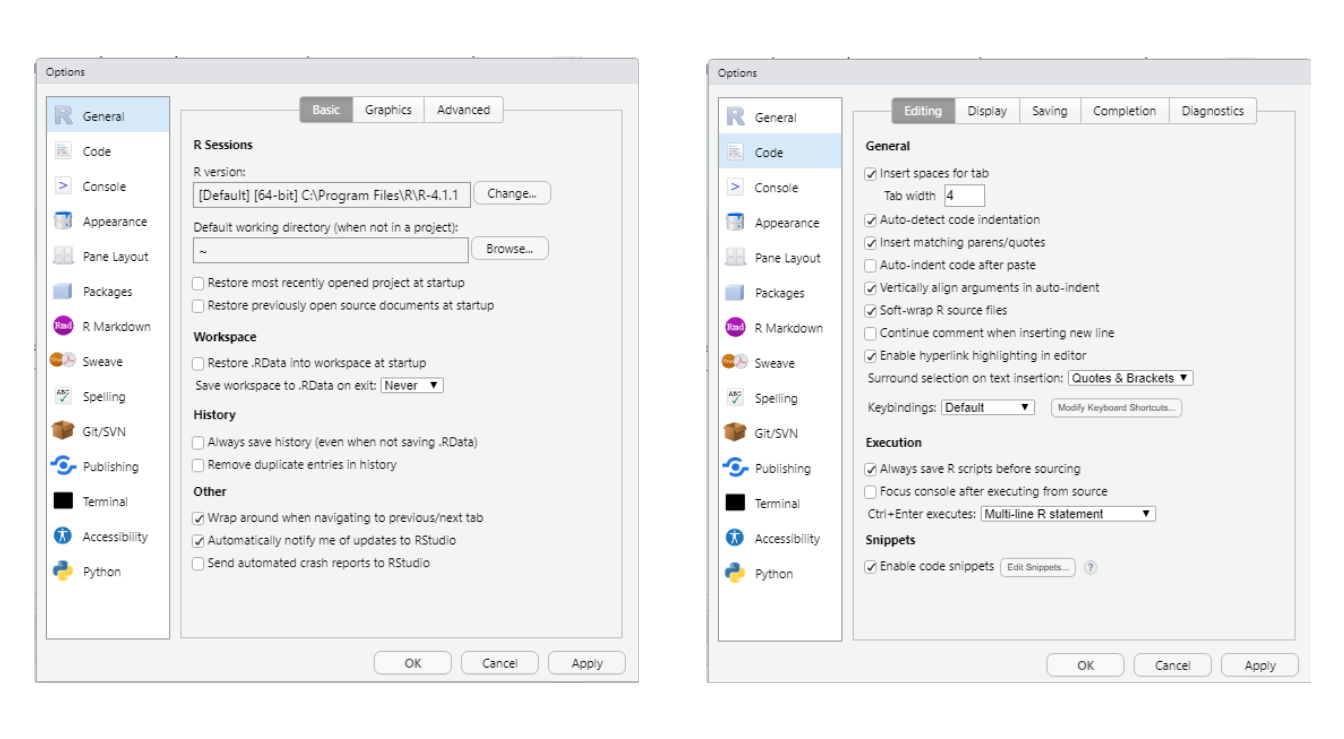 Options
General
Code
Console
Appearance
Pane Layout
Packages
R Markdown
Sweave
Spelling
Git/SVN
Publishing
Terminal
Accessibility
Python
Basic Graphics Advanced
R Sessions
R version:
[Default] [64-bit] C:\Program Files\R\R-4.1.1 Change...
Default working directory (when not in a project):
~ Browse...
Restore most recently opened project at startup
Restore previously open source documents at startup
Workspace
Restore .RData into workspace at startup
Save workspace to .RData on exit: Never
History
Always save history (even when not saving .RData)
Remove duplicate entries in history
Other
Wrap around when navigating to previous/next tab
Automatically notify me of updates to RStudio
Send automated crash reports to RStudio
OK Cancel Apply
Options
General
Code
Console
Appearance
Pane Layout
Packages
R Markdown
Sweave
Spelling
Git/SVN
Publishing
Terminal
Accessibility
Python
Editing Display Saving Completion Diagnostics
General
Insert spaces for tab
Tab width 4
Auto-detect code indentation
Insert matching parens/quotes
Auto-indent code after paste
Vertically align arguments in auto-indent
Soft-wrap R source files
Continue comment when inserting new line
Enable hyperlink highlighting in editor
Surround selection on text insertion: Quotes & Brackets
Keybindings: Default Modify Keyboard Shortcuts...
Execution
Always save R scripts before sourcing
Focus console after executing from source
Ctrl+Enter executes: Multi-line R statement
Snippets
Enable code snippets Edit Snippets... ?
OK Cancel Apply